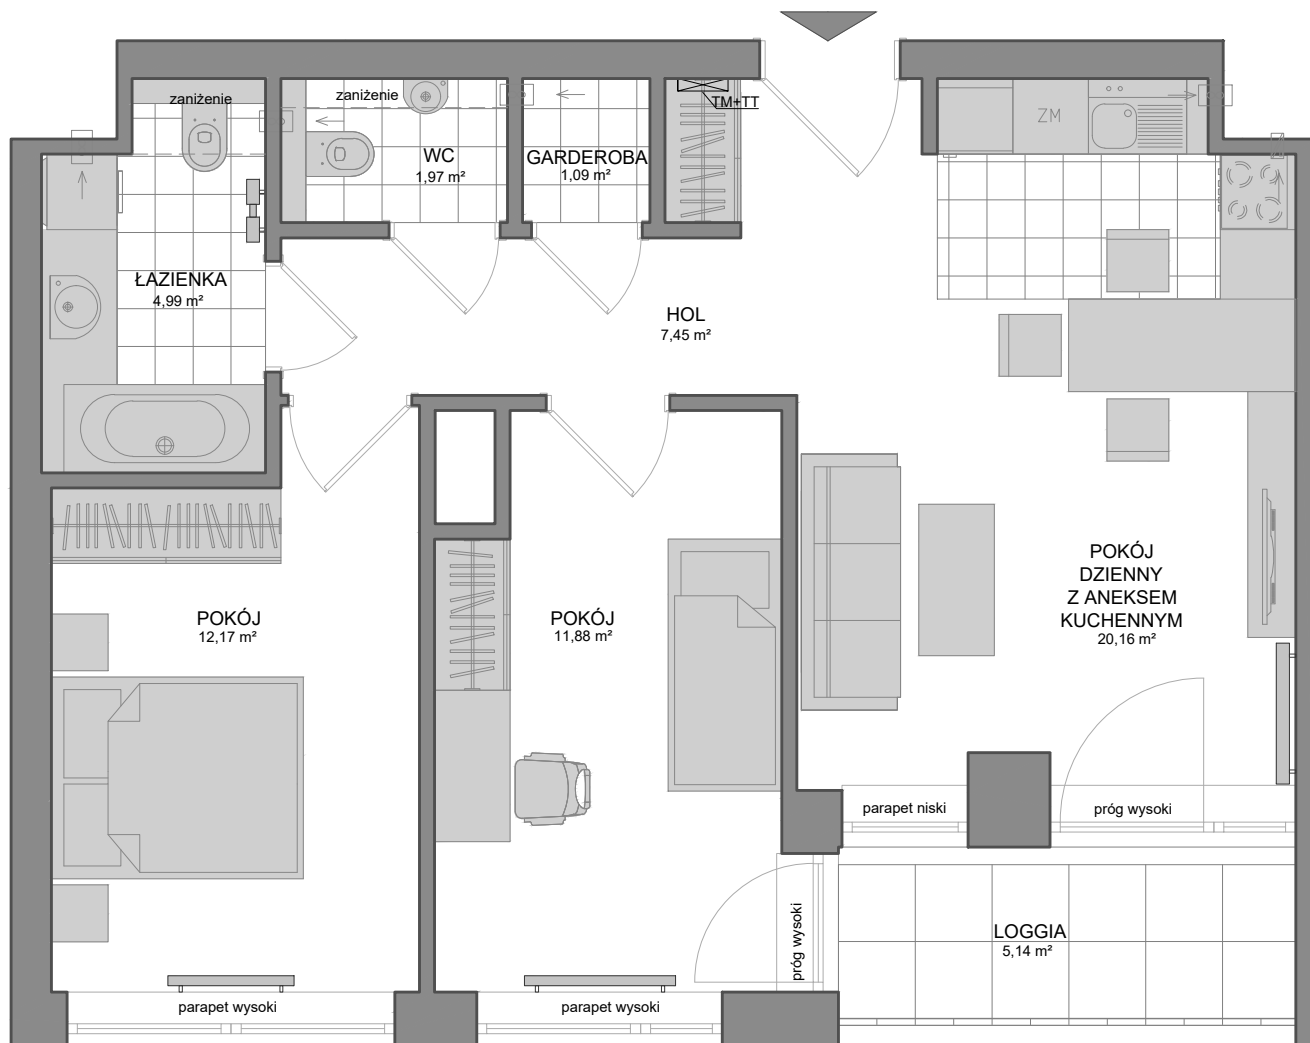 zaniżenie
zaniżenie
TM+TT
ZM
WC
1,97 m²
GARDEROBA
1,09 m²
ŁAZIENKA
4,99 m²
HOL
7,45 m²
POKÓJ
12,17 m²
POKÓJ
11,88 m²
POKÓJ
DZIENNY
Z ANEKSEM
KUCHENNYM
20,16 m²
parapet niski
próg wysoki
próg wysoki
LOGGIA
5,14 m²
parapet wysoki
parapet wysoki